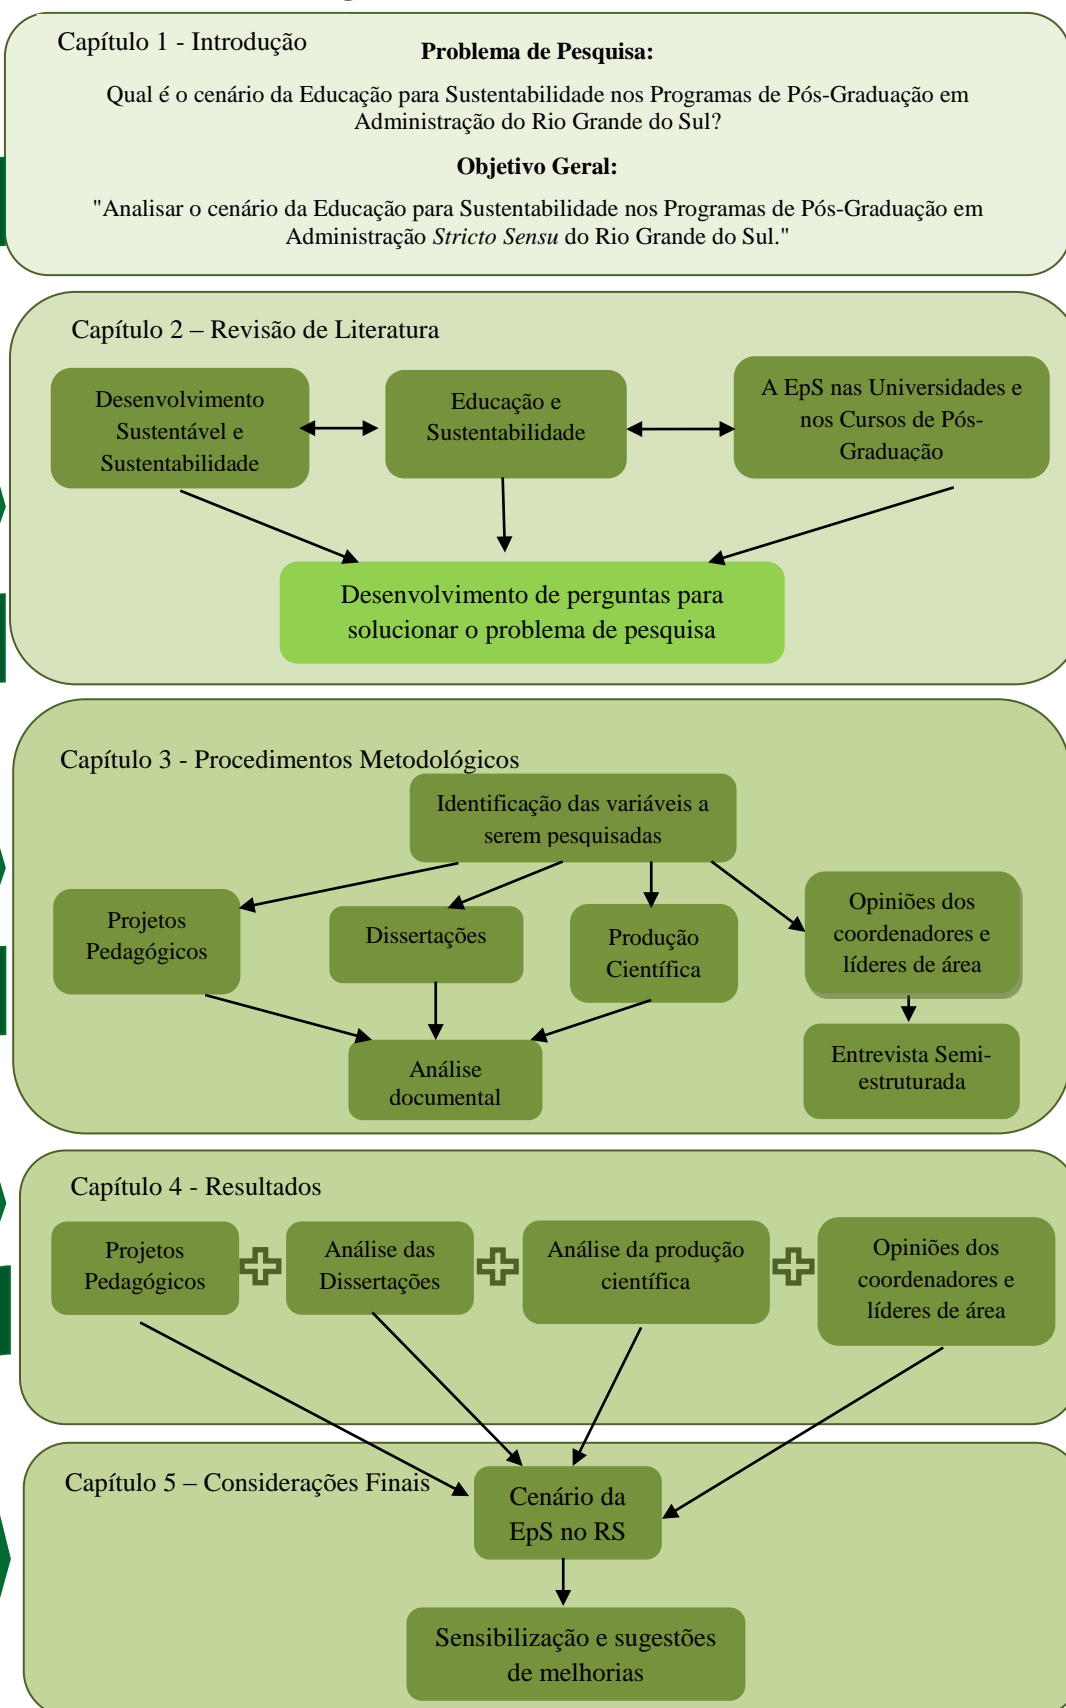 Capítulo 1 - Introdução
Problema de Pesquisa:
Qual é o cenário da Educação para Sustentabilidade nos Programas de Pós-Graduação em
Administração do Rio Grande do Sul?
Objetivo Geral:
"Analisar o cenário da Educação para Sustentabilidade nos Programas de Pós-Graduação em
Administração Stricto Sensu do Rio Grande do Sul."
Capítulo 2 – Revisão de Literatura
Desenvolvimento
Sustentável e
Sustentabilidade
Educação e
Sustentabilidade
A EpS nas Universidades e
nos Cursos de Pós-
Graduação
Desenvolvimento de perguntas para
solucionar o problema de pesquisa
Capítulo 3 - Procedimentos Metodológicos
Identificação das variáveis a
serem pesquisadas
Projetos
Pedagógicos
Dissertações
Produção
Científica
Opiniões dos
coordenadores e
líderes de área
Análise
documental
Entrevista Semi-
estruturada
Capítulo 4 - Resultados
Projetos
Pedagógicos
Análise das
Dissertações
Análise da produção
científica
Opiniões dos
coordenadores e
líderes de área
Capítulo 5 – Considerações Finais
Cenário da
EpS no RS
Sensibilização e sugestões
de melhorias